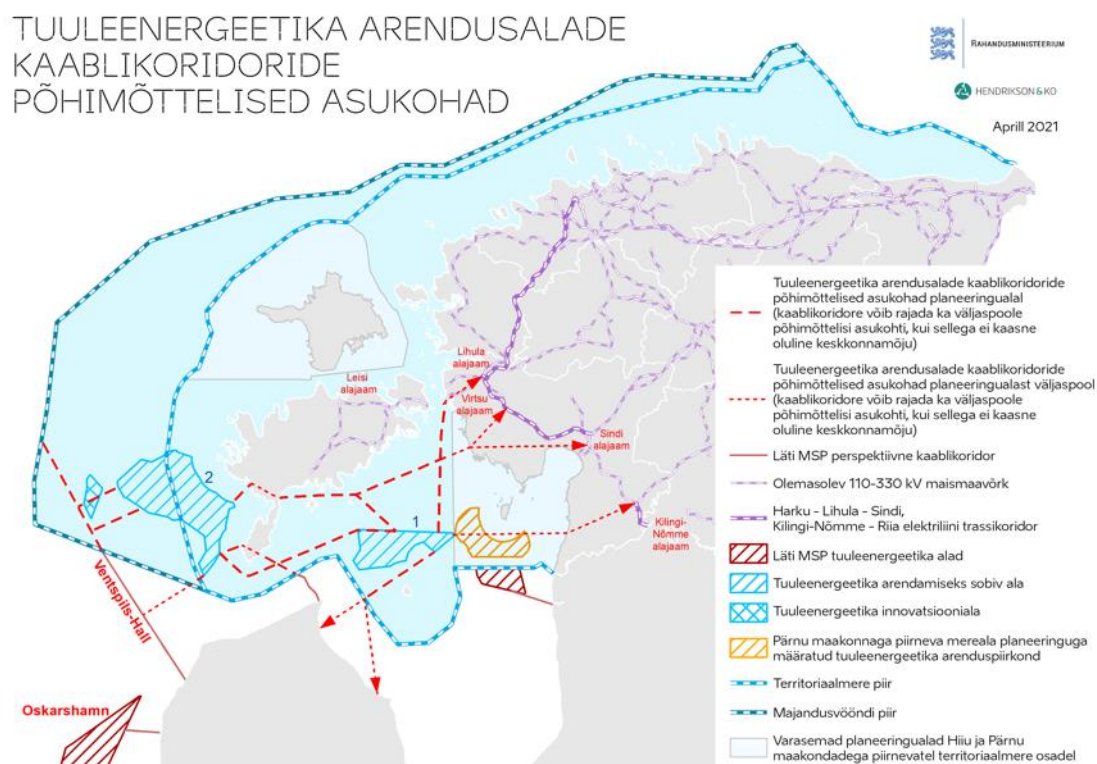 TUULEENERGEETIKA ARENDUSALADE
KAABLIKORIDORIDE
PÕHIMÕTTELISED ASUKOHAD
RAHANDUSMINISTEERIUM
HENDRIKSON & KO
Aprill 2021
Lihula
alajaam
Leisi
alajaam
Virtsu
alajaam
Sindi
alajaam
2
1
Kilingi-
Nõmme
alajaam
Ventspils-Hall
Oskarshamn
Tuuleenergeetika arendusalade kaablikoridoride
põhimõttelised asukohad planeeringualal
(kaablikoridore võib rajada ka väljaspoole
põhimõttelisi asukohti, kui sellega ei kaasne
oluline keskkonnamõju)
Tuuleenergeetika arendusalade kaablikoridoride
põhimõttelised asukohad planeeringualast väljaspool
(kaablikoridore võib rajada ka väljaspoole
põhimõttelisi asukohti, kui sellega ei kaasne
oluline keskkonnamõju)
Läti MSP perspektiivne kaablikoridor
Olemasolev 110-330 kV maismaavõrk
Harku - Lihula - Sindi,
Kilingi-Nõmme - Riia elektriliini trassikoridor
Läti MSP tuuleenergeetika alad
Tuuleenergeetika arendamiseks sobiv ala
Tuuleenergeetika innovatsiooniala
Pärnu maakonnaga piirneva mereala planeeringuga
määratud tuuleenergeetika arenduspiirkond
Territoriaalmere piir
Majandusvööndi piir
Varasemad planeeringualad Hiiu ja Pärnu
maakondadega piirnevatel territoriaalmere osadel